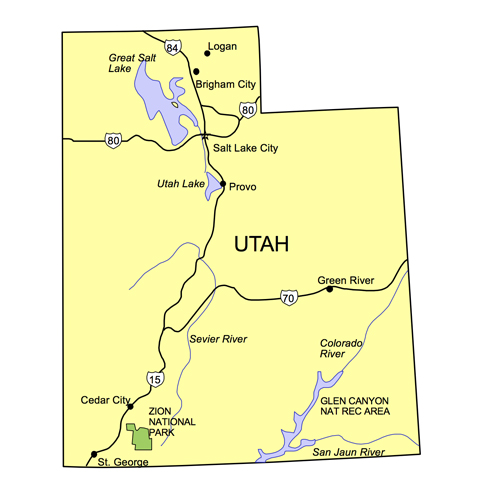 84
Logan
Great Salt
Lake
Brigham City
80
80
Salt Lake City
Utah Lake
Provo
UTAH
Green River
70
Sevier River
Colorado
River
15
Cedar City
ZION
NATIONAL
PARK
GLEN CANYON
NAT REC AREA
San Jaun River
St. George